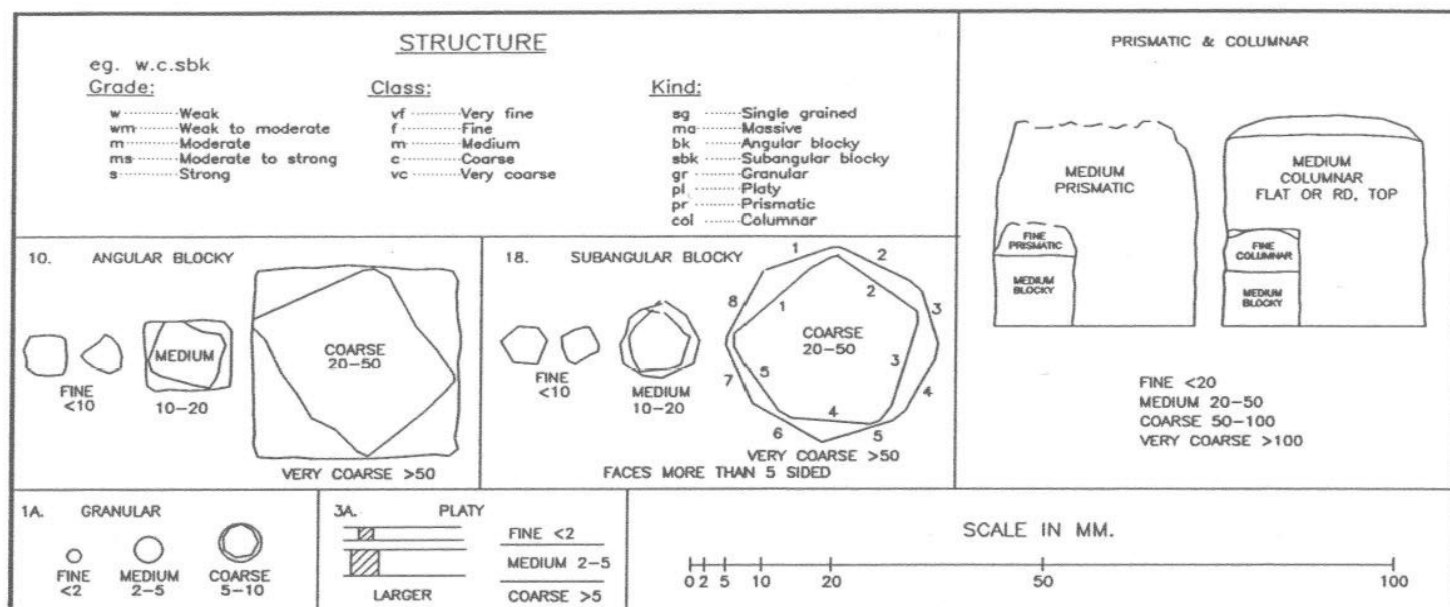 STRUCTURE
eg. w.c.sbk
Grade:
w ········ Weak
wm ········ Weak to moderate
m ········ Moderate
ms ········ Moderate to strong
s ········ Strong
Class:
vf ········ Very fine
f ········ Fine
m ········ Medium
c ········ Coarse
vc ········ Very coarse
Kind:
sg ········ Single grained
ma ········ Massive
bk ········ Angular blocky
sbk ········ Subangular blocky
gr ········ Granular
pl ········ Platy
pr ········ Prismatic
col ········ Columnar
PRISMATIC & COLUMNAR
MEDIUM
PRISMATIC
FINE
PRISMATIC
MEDIUM
BLOCKY
MEDIUM
COLUMNAR
FLAT OR RD, TOP
FINE
COLUMNAR
MEDIUM
BLOCKY
FINE <20
MEDIUM 20-50
COARSE 50-100
VERY COARSE >100
10. ANGULAR BLOCKY
FINE
<10
MEDIUM
10-20
COARSE
20-50
VERY COARSE >50
18. SUBANGULAR BLOCKY
FINE
<10
MEDIUM
10-20
COARSE
20-50
1
2
3
4
5
6
7
8
1
2
3
4
5
VERY COARSE >50
FACES MORE THAN 5 SIDED
1A. GRANULAR
FINE
<2
MEDIUM
2-5
COARSE
5-10
3A. PLATY
LARGER
FINE <2
MEDIUM 2-5
COARSE >5
SCALE IN MM.
0 2 5 10 20 50 100